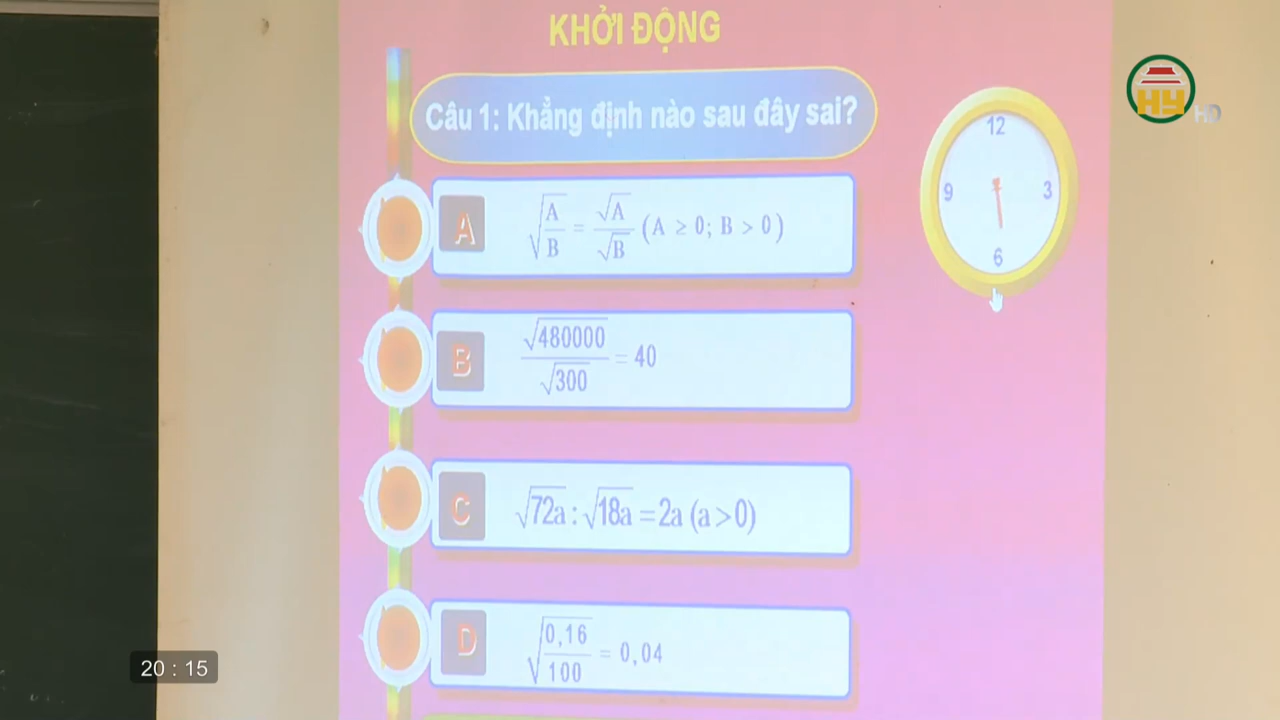 KHỞI ĐỘNG
Câu 1: Khẳng định nào sau đây sai?
A √(A/B) = √A/√B (A ≥ 0; B > 0)
B √480000/√300 = 40
C √72a : √18a = 2a (a > 0)
D √(0,16/100) = 0,04
12
9 3
6
HY HD
20 : 15